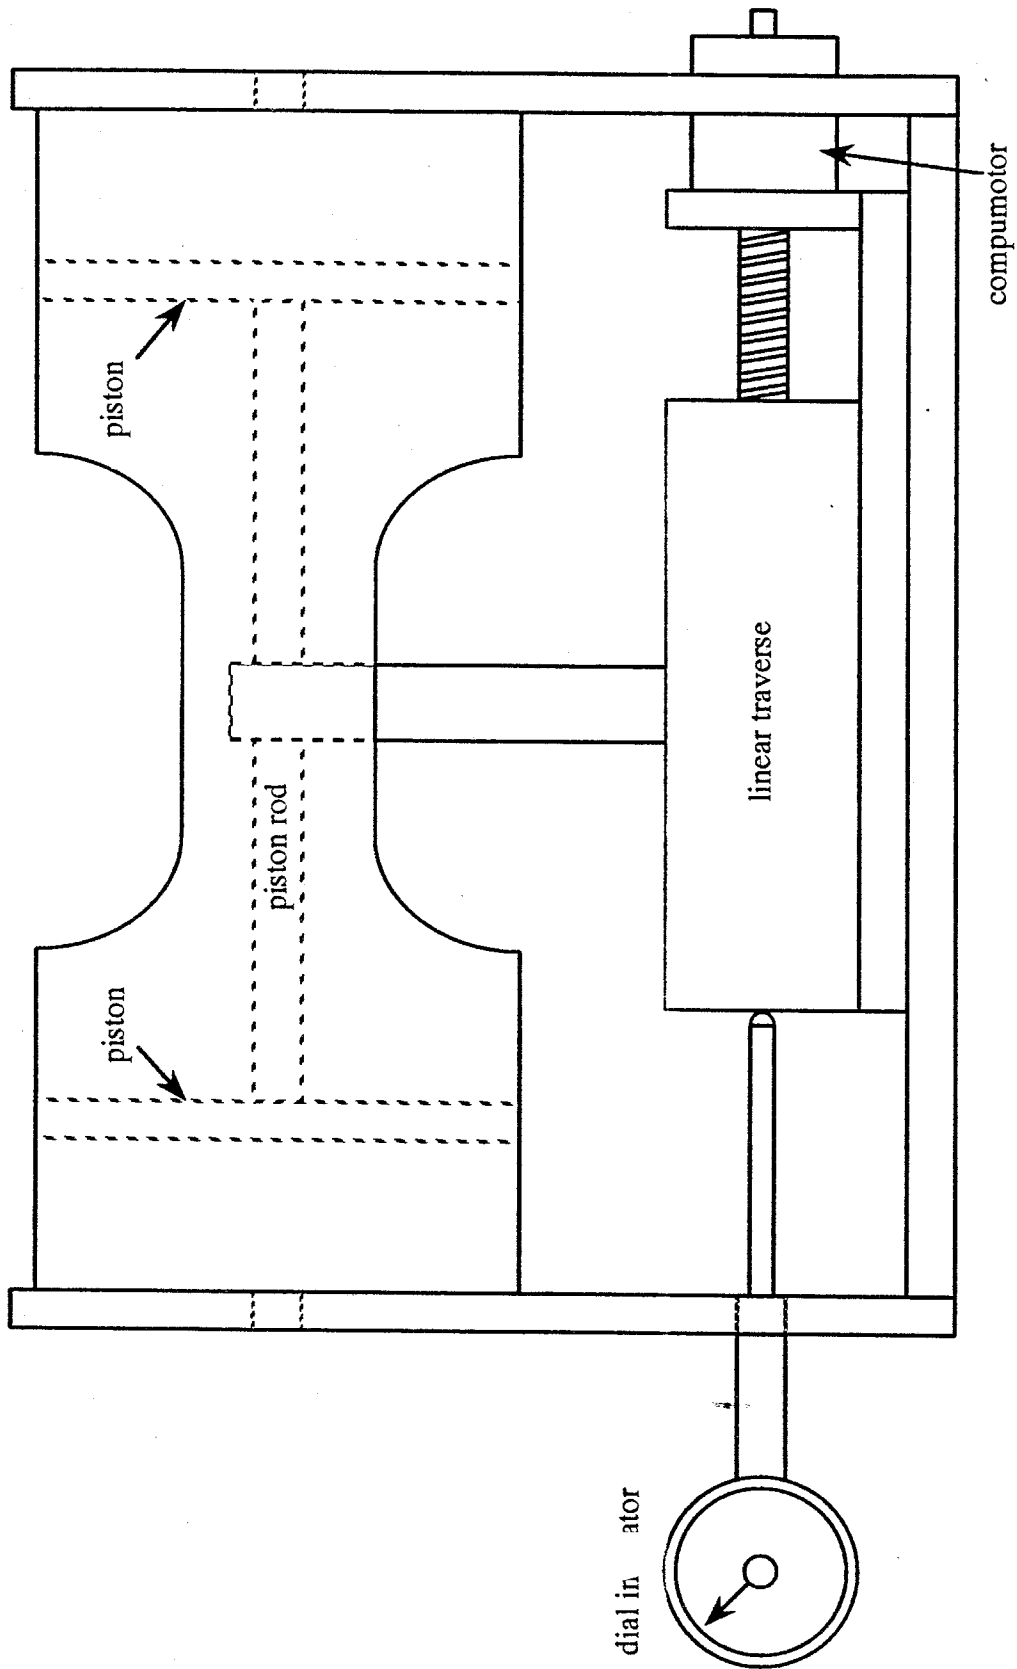 piston
piston
piston rod
linear traverse
compumotor
dial in ator